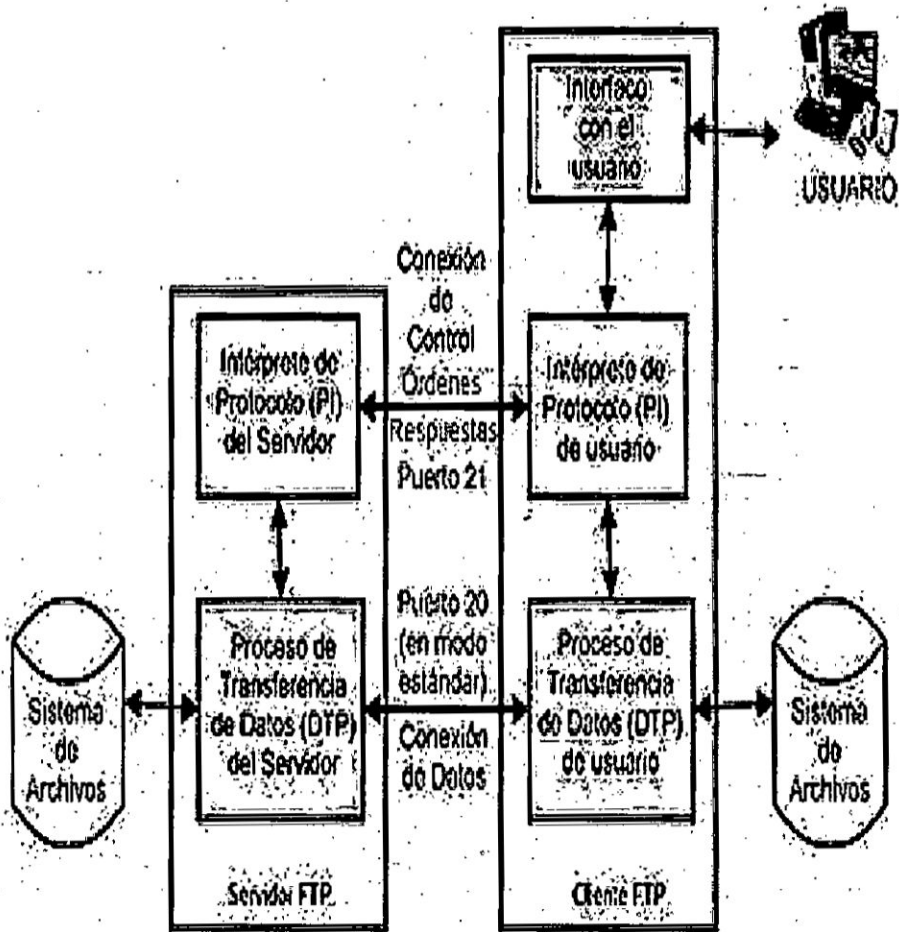 Interface
con el
usuario
USUARIO
Conexión
de
Control
Órdenes
Respuestas
Puerto 21
Intérprete de
Protocolo (PI)
del Servidor
Intérprete de
Protocolo (PI)
de usuario
Puerto 20
(en modo
estándar)
Conexión
de Datos
Proceso de
Transferencia
de Datos (DTP)
del Servidor
Proceso de
Transferencia
de Datos (DTP)
de usuario
Sistema
de
Archivos
Sistema
de
Archivos
Servidor FTP
Cliente FTP